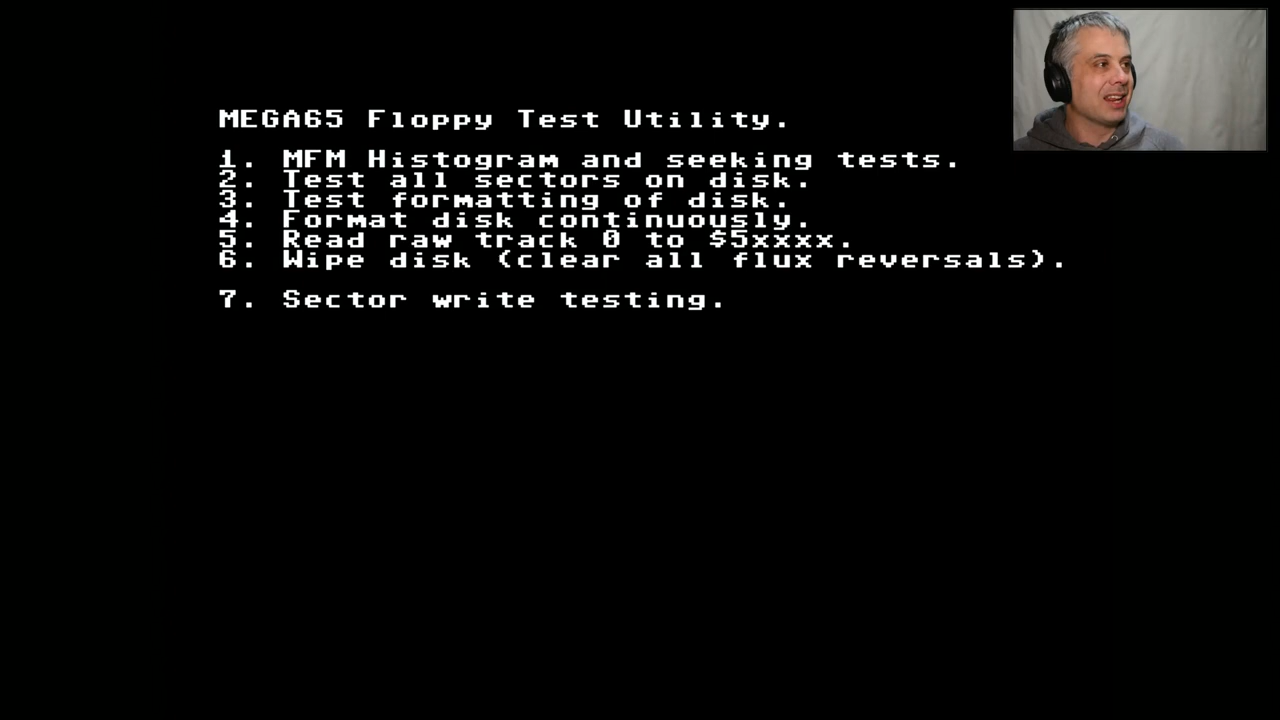 MEGA65 Floppy Test Utility.
1. MFM Histogram and seeking tests.
2. Test all sectors on disk.
3. Test formatting of disk.
4. Format disk continuously.
5. Read raw track 0 to $5xxxx.
6. Wipe disk (clear all flux reversals).
7. Sector write testing.